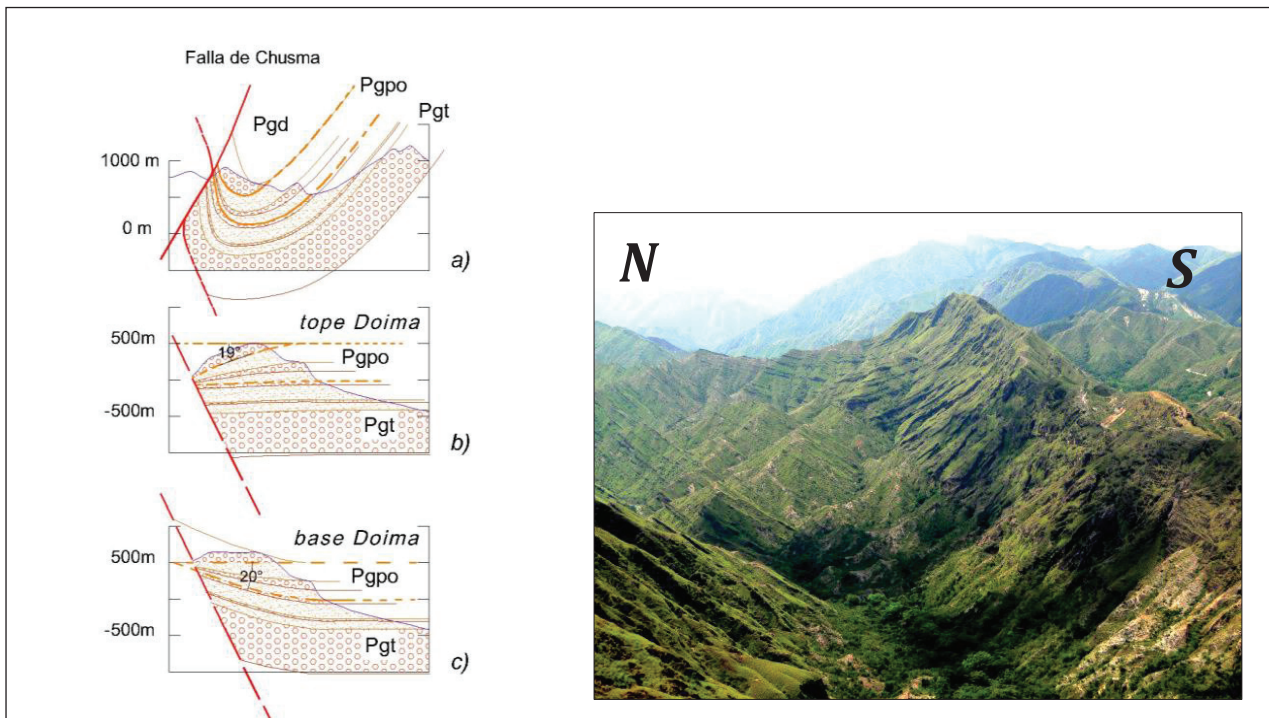 Falla de Chusma
Pgpo
Pgt
Pgd
1000 m
0 m
a)
tope Doima
500m
19°
Pgpo
-500m
Pgt
b)
base Doima
500m
20°
Pgpo
-500m
Pgt
c)
N
S